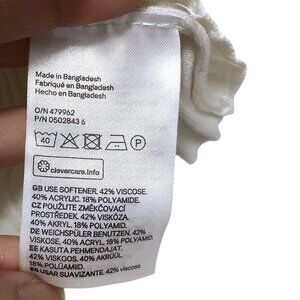 Made in Bangladesh
Fabriqué en Bangladesh
Hecho en Bangladesh
O/N 479962
P/N 0502843 6
40
P
clevercare.info
GB USE SOFTENER. 42% VISCOSE.
40% ACRYLIC. 18% POLYAMIDE.
CZ POUŽITE ZMĚKČOVACÍ
PROSTŘEDEK. 42% VISKÓZA.
40% AKRYL. 18% POLYAMID.
DE WEICHSPÜLER BENUTZEN. 42%
VISKOSE. 40% ACRYL. 18% POLYAMID.
EE KASUTA PEHMENDAJAT.
42% VISKOOS. 40% AKRÜÜL.
18% POLÜAMIID.
ES USAR SUAVIZANTE. 42% viscosa.